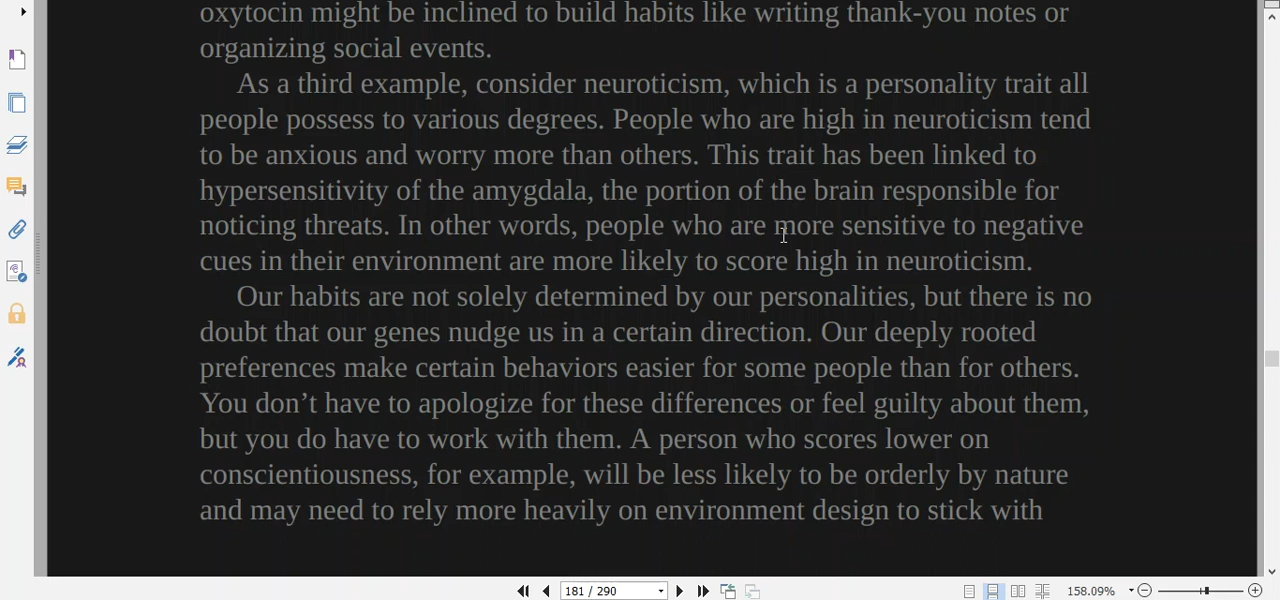 oxytocin might be inclined to build habits like writing thank-you notes or
organizing social events.
As a third example, consider neuroticism, which is a personality trait all
people possess to various degrees. People who are high in neuroticism tend
to be anxious and worry more than others. This trait has been linked to
hypersensitivity of the amygdala, the portion of the brain responsible for
noticing threats. In other words, people who are more sensitive to negative
cues in their environment are more likely to score high in neuroticism.
Our habits are not solely determined by our personalities, but there is no
doubt that our genes nudge us in a certain direction. Our deeply rooted
preferences make certain behaviors easier for some people than for others.
You don’t have to apologize for these differences or feel guilty about them,
but you do have to work with them. A person who scores lower on
conscientiousness, for example, will be less likely to be orderly by nature
and may need to rely more heavily on environment design to stick with
181 / 290
158.09%